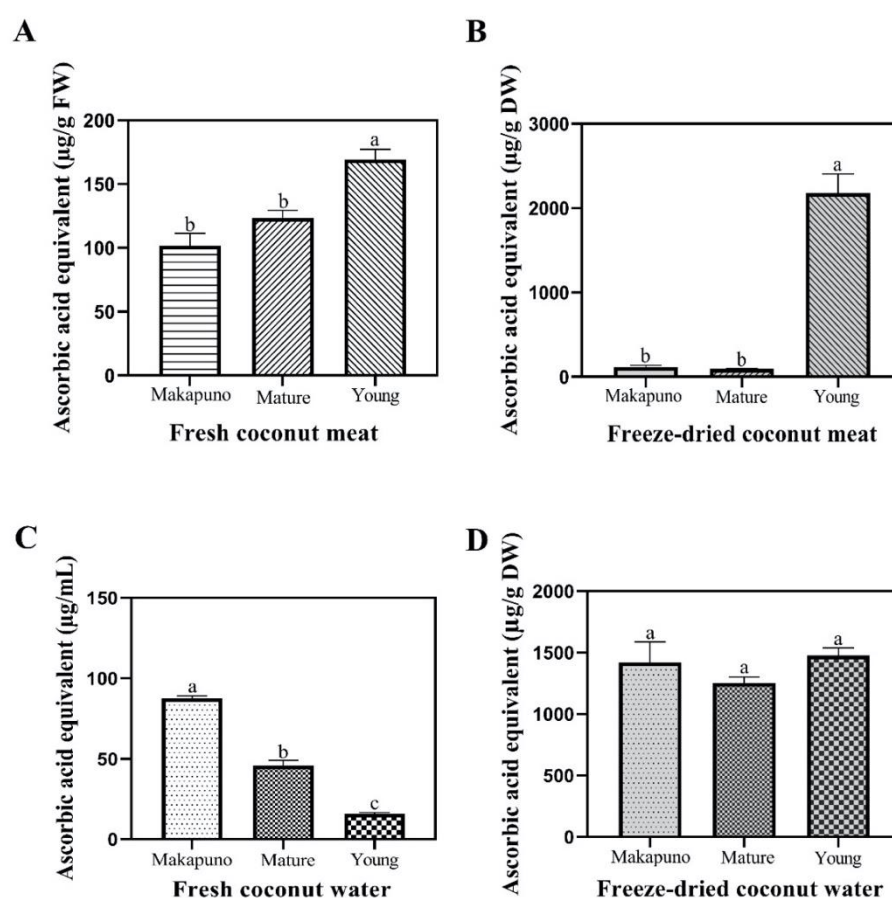 A
Ascorbic acid equivalent (µg/g FW)
200
150
100
50
0
b
b
a
Makapuno Mature Young
Fresh coconut meat
B
Ascorbic acid equivalent (µg/g DW)
3000
2000
1000
0
b
b
a
Makapuno Mature Young
Freeze-dried coconut meat
C
Ascorbic acid equivalent (µg/mL)
150
100
50
0
a
b
c
Makapuno Mature Young
Fresh coconut water
D
Ascorbic acid equivalent (µg/g DW)
2000
1500
1000
500
0
a
a
a
Makapuno Mature Young
Freeze-dried coconut water